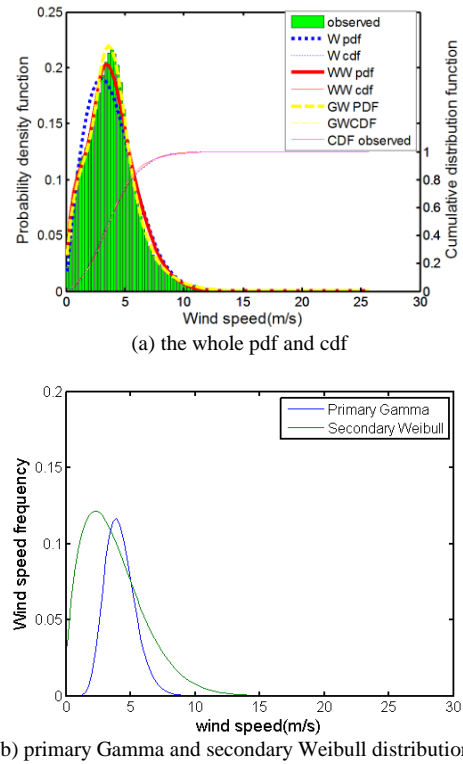 0.25
0.2
0.15
0.1
0.05
0
Probability density function
observed
W pdf
W cdf
WW pdf
WW cdf
GW PDF
GWCDF
CDF observed
1
0.8
0.6
0.4
0.2
0
Cumulative distribution function
0 5 10 15 20 25 30
Wind speed(m/s)
(a) the whole pdf and cdf
0.2
0.15
0.1
0.05
0
Wind speed frequency
Primary Gamma
Secondary Weibull
0 5 10 15 20 25 30
wind speed(m/s)
b) primary Gamma and secondary Weibull distribution